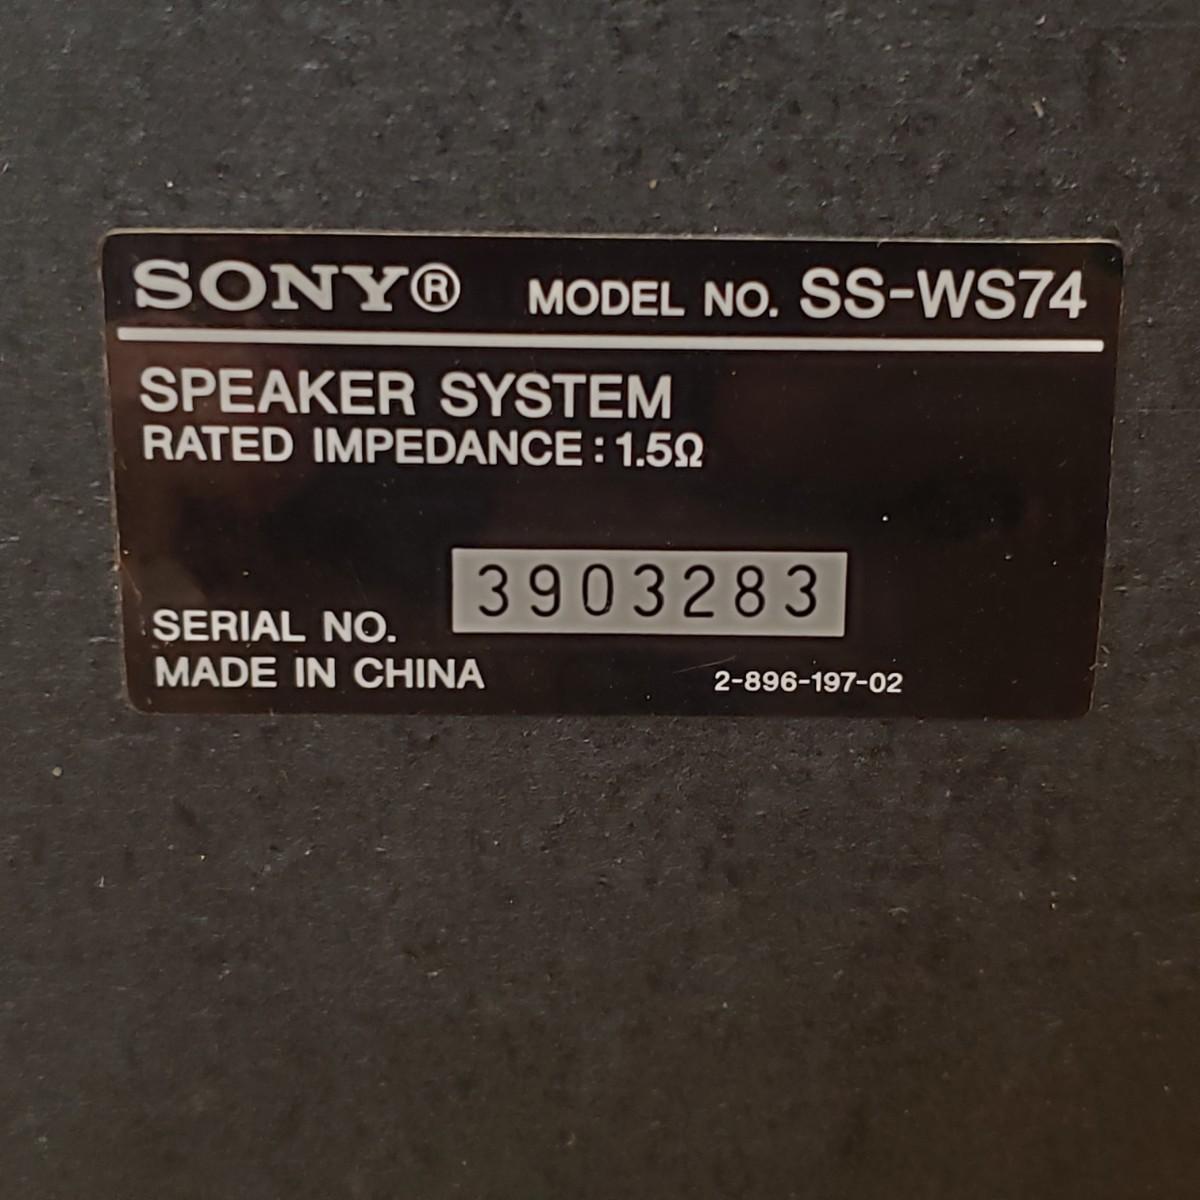 SONY® MODEL NO. SS-WS74
SPEAKER SYSTEM
RATED IMPEDANCE : 1.5Ω
3903283
SERIAL NO.
MADE IN CHINA 2-896-197-02